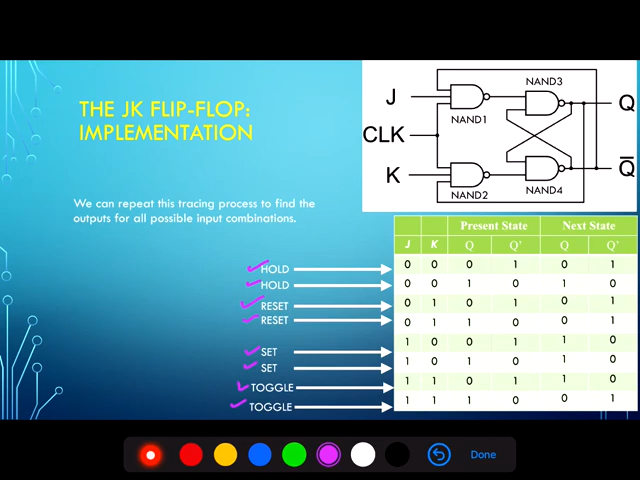 THE JK FLIP-FLOP:
IMPLEMENTATION
We can repeat this tracing process to find the
outputs for all possible input combinations.
J
CLK
K
NAND1
NAND2
NAND3
NAND4
Q
Q̅
Present State Next State
J K Q Q' Q Q'
HOLD 0 0 0 1 0 1
HOLD 0 0 1 0 1 0
RESET 0 1 0 1 0 1
RESET 0 1 1 0 0 1
SET 1 0 0 1 1 0
SET 1 0 1 0 1 0
TOGGLE 1 1 0 1 1 0
TOGGLE 1 1 1 0 0 1
Done